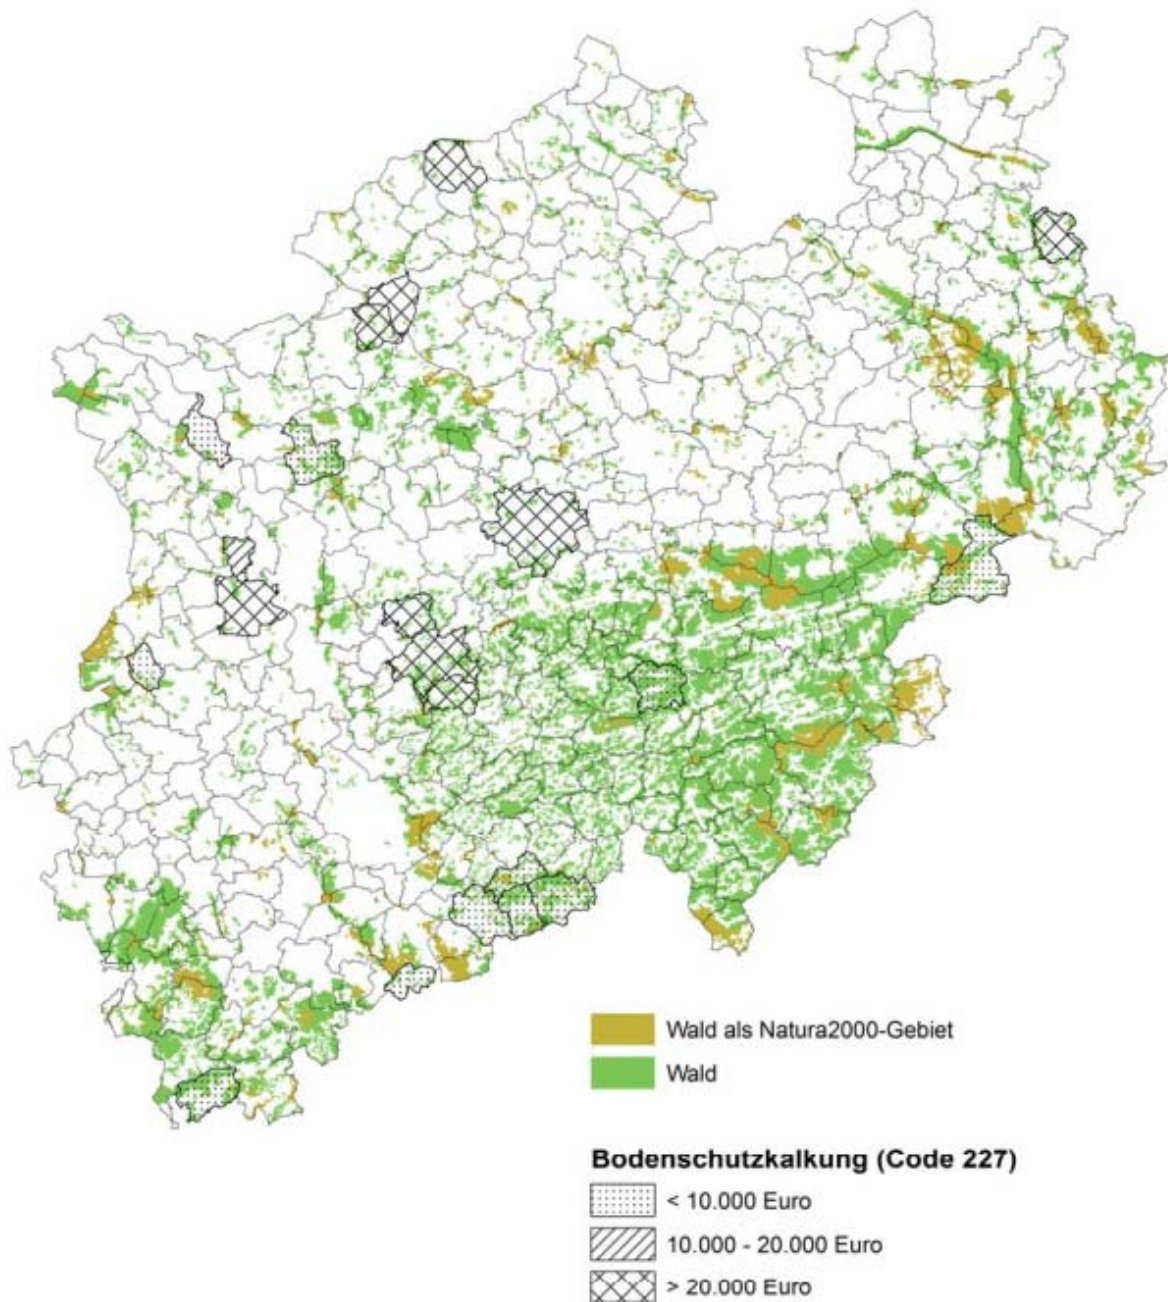 Wald als Natura2000-Gebiet
Wald
Bodenschutzkalkung (Code 227)
< 10.000 Euro
10.000 - 20.000 Euro
> 20.000 Euro